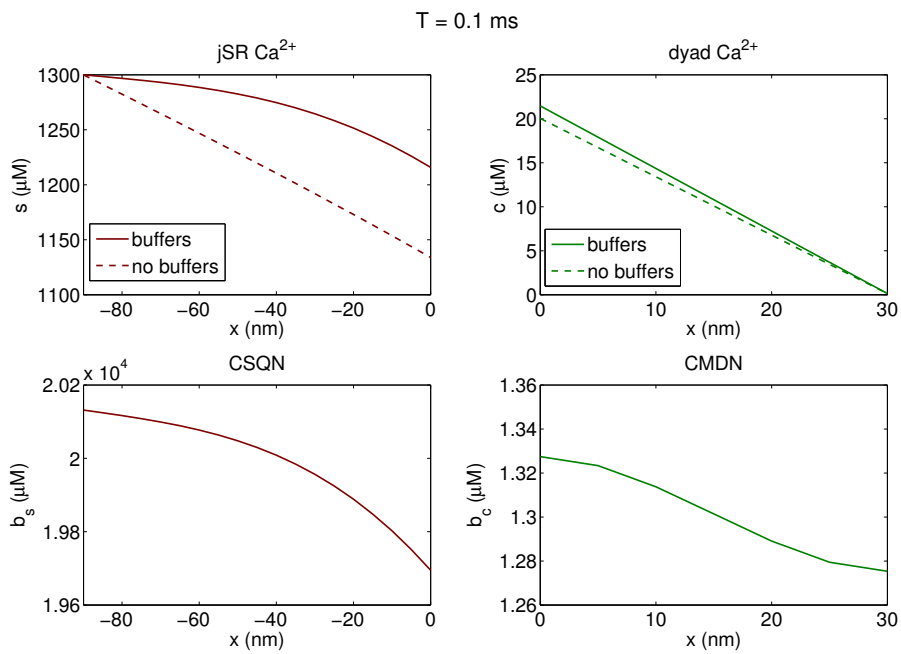 T = 0.1 ms
jSR Ca2+
1300
1250
1200
1150
1100
s (μM)
buffers
no buffers
−80
−60
−40
−20
0
x (nm)
dyad Ca2+
25
20
15
10
5
0
c (μM)
buffers
no buffers
0
10
20
30
x (nm)
CSQN
x 10^4
2.02
2
1.98
1.96
b_s (μM)
−80
−60
−40
−20
0
x (nm)
CMDN
1.36
1.34
1.32
1.3
1.28
1.26
b_c (μM)
0
10
20
30
x (nm)